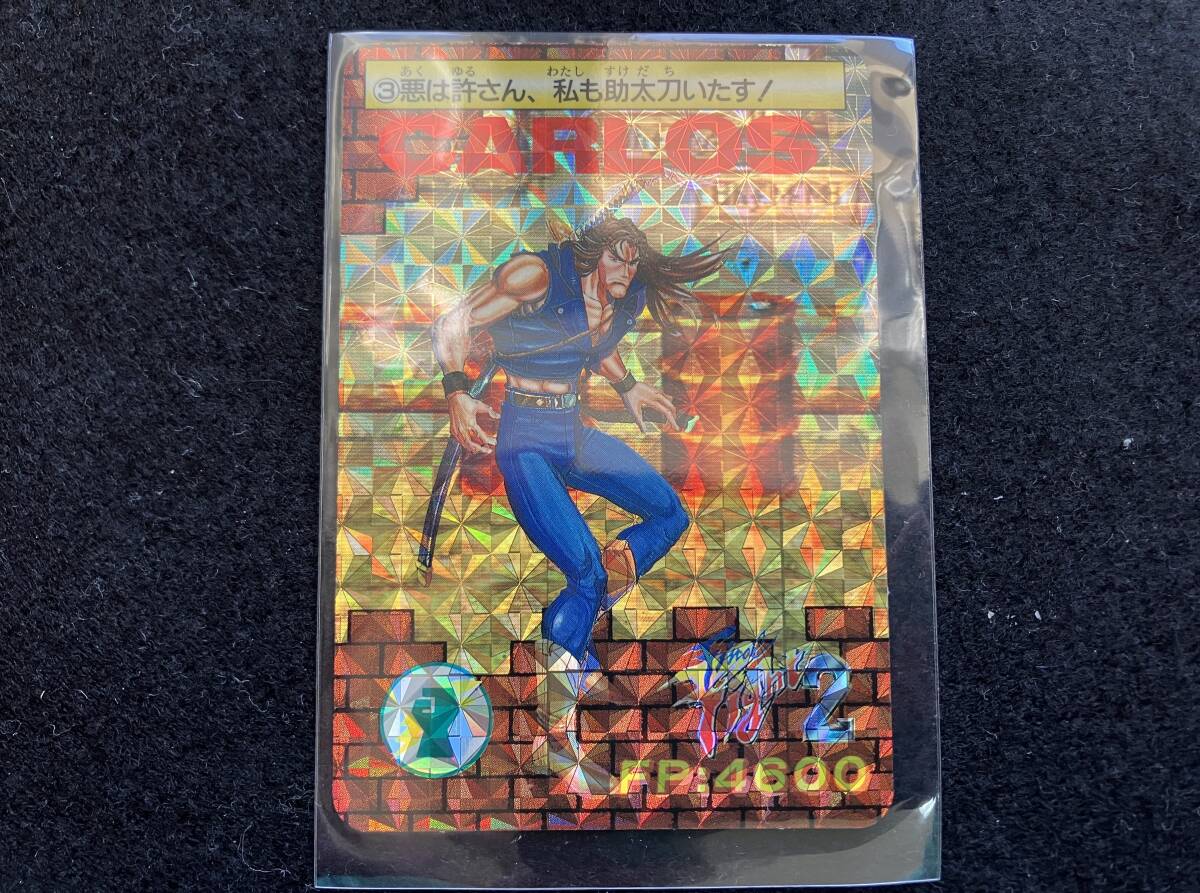 ③悪は許さん、私も助太刀いたす!
あく ゆる わたし すけだち
CARLOS
Final
Fight 2
FP:4600